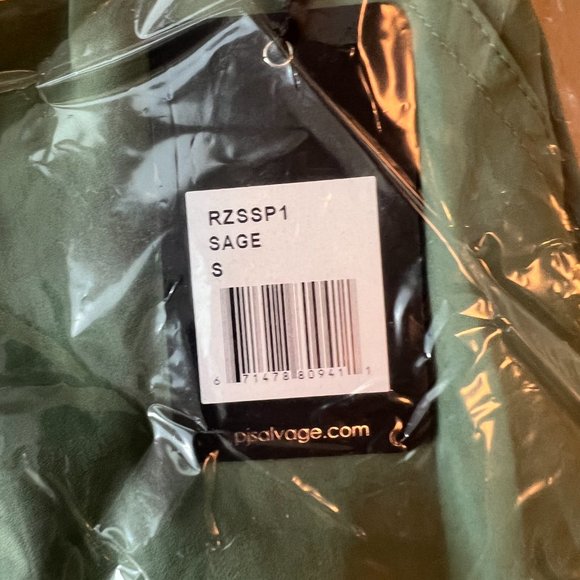 RZSSP1
SAGE
S
6 71478 80941 1
pjsalvage.com